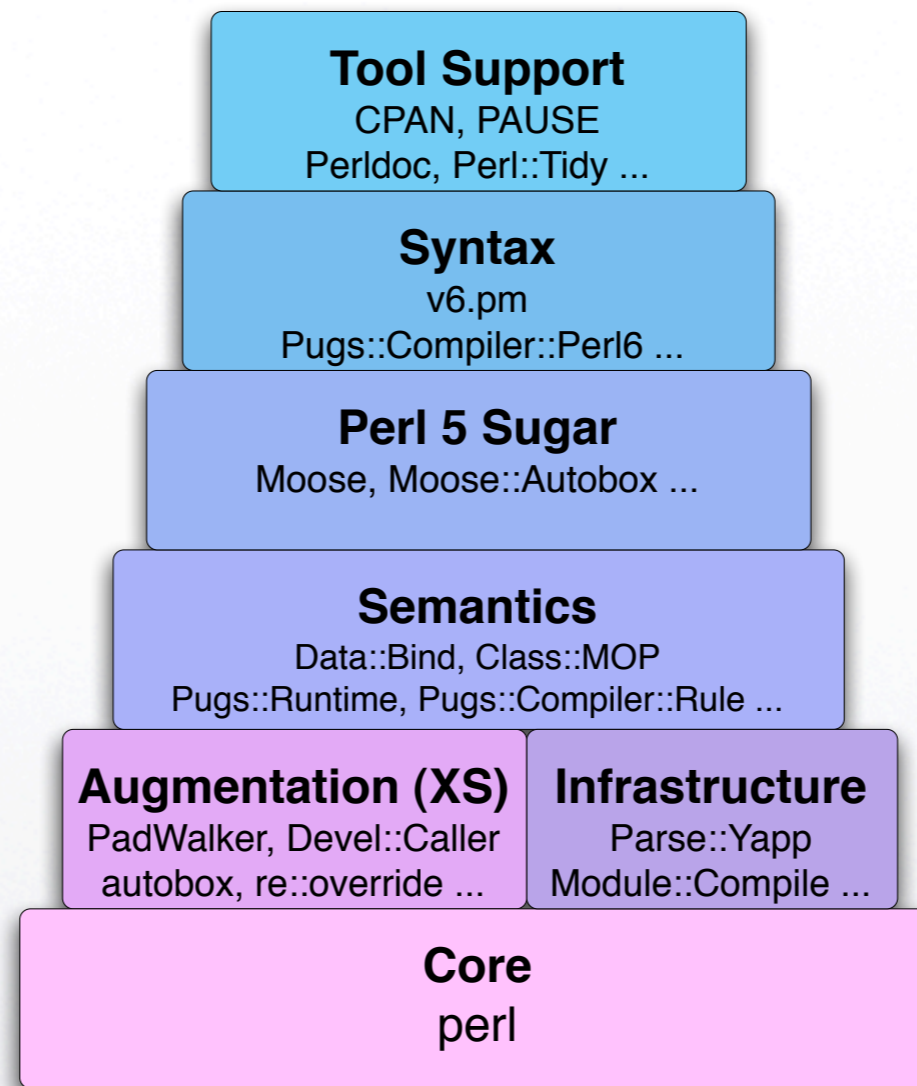 Tool Support
CPAN, PAUSE
Perldoc, Perl::Tidy ...
Syntax
v6.pm
Pugs::Compiler::Perl6 ...
Perl 5 Sugar
Moose, Moose::Autobox ...
Semantics
Data::Bind, Class::MOP
Pugs::Runtime, Pugs::Compiler::Rule ...
Augmentation (XS)
PadWalker, Devel::Caller
autobox, re::override ...
Infrastructure
Parse::Yapp
Module::Compile ...
Core
perl